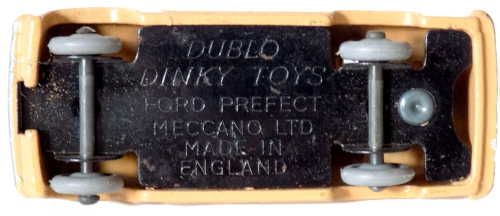 DUBLO
DINKY TOYS
FORD PREFECT
MECCANO LTD
MADE IN
ENGLAND